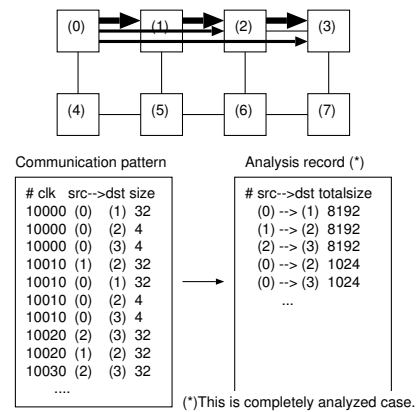 (0) (1) (2) (3)
(4) (5) (6) (7)
Communication pattern
# clk src-->dst size
10000 (0) (1) 32
10000 (0) (2) 4
10000 (0) (3) 4
10010 (1) (2) 32
10010 (0) (1) 32
10010 (0) (2) 4
10010 (0) (3) 4
10020 (2) (3) 32
10020 (1) (2) 32
10030 (2) (3) 32
....
Analysis record (*)
# src-->dst totalsize
(0) --> (1) 8192
(1) --> (2) 8192
(2) --> (3) 8192
(0) --> (2) 1024
(0) --> (3) 1024
...
(*)This is completely analyzed case.